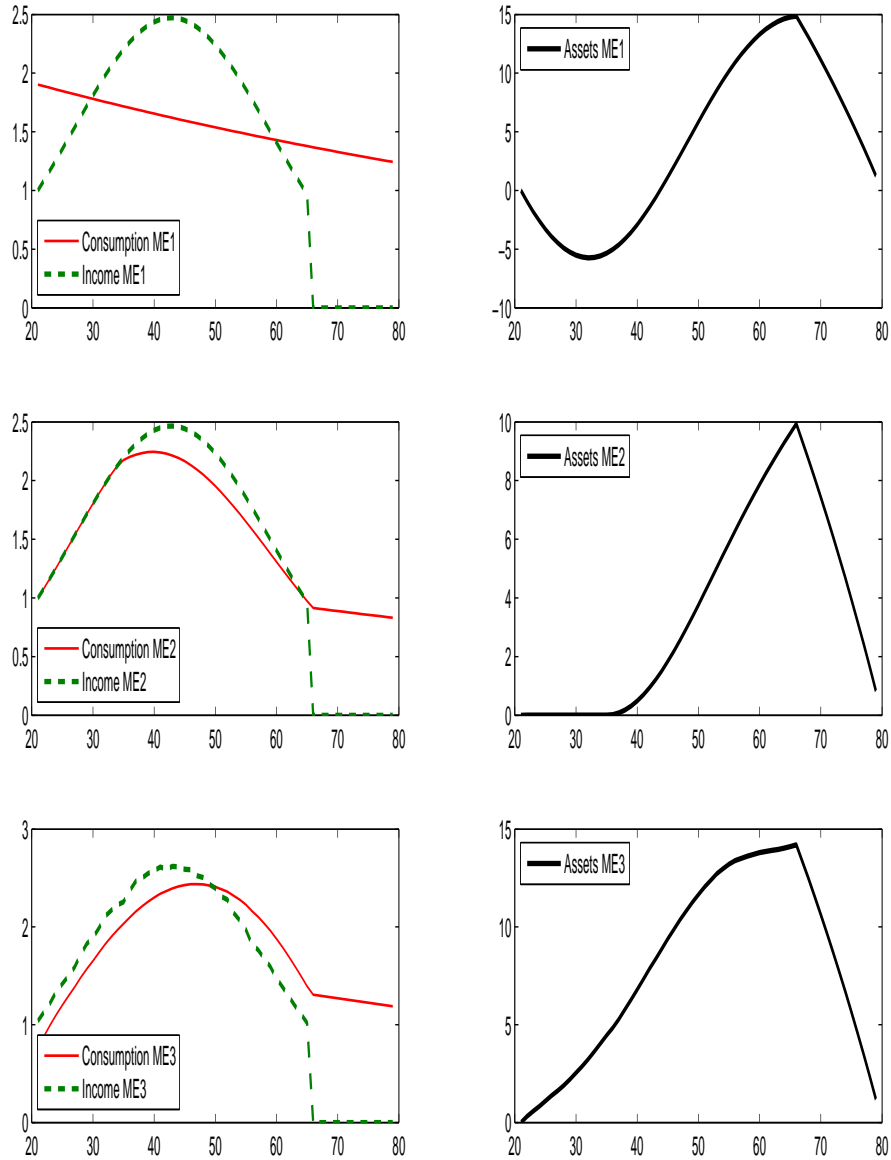 2.5
2
1.5
1
0.5
0
Consumption ME1
Income ME1
20 30 40 50 60 70 80
15
10
5
0
−5
−10
Assets ME1
20 30 40 50 60 70 80
2.5
2
1.5
1
0.5
0
Consumption ME2
Income ME2
20 30 40 50 60 70 80
10
8
6
4
2
0
Assets ME2
20 30 40 50 60 70 80
3
2
1
0
Consumption ME3
Income ME3
20 30 40 50 60 70 80
15
10
5
0
Assets ME3
20 30 40 50 60 70 80